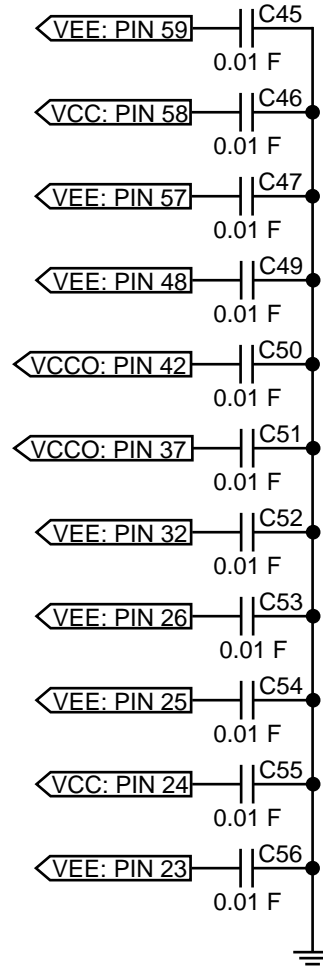 VEE: PIN 59 C45
0.01 F
VCC: PIN 58 C46
0.01 F
VEE: PIN 57 C47
0.01 F
VEE: PIN 48 C49
0.01 F
VCCO: PIN 42 C50
0.01 F
VCCO: PIN 37 C51
0.01 F
VEE: PIN 32 C52
0.01 F
VEE: PIN 26 C53
0.01 F
VEE: PIN 25 C54
0.01 F
VCC: PIN 24 C55
0.01 F
VEE: PIN 23 C56
0.01 F